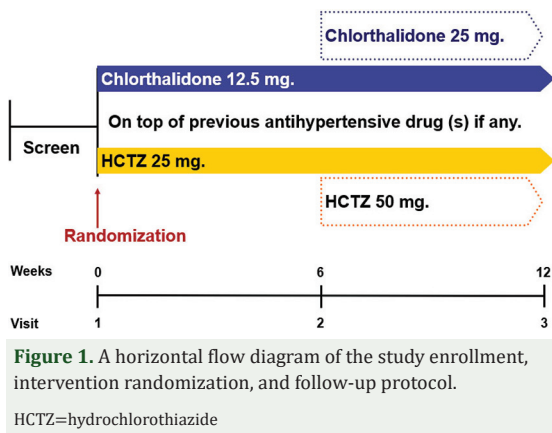 Chlorthalidone 25 mg.
Chlorthalidone 12.5 mg.
On top of previous antihypertensive drug (s) if any.
Screen
HCTZ 25 mg.
HCTZ 50 mg.
Randomization
Weeks 0 6 12
Visit 1 2 3
Figure 1. A horizontal flow diagram of the study enrollment,
intervention randomization, and follow-up protocol.
HCTZ=hydrochlorothiazide